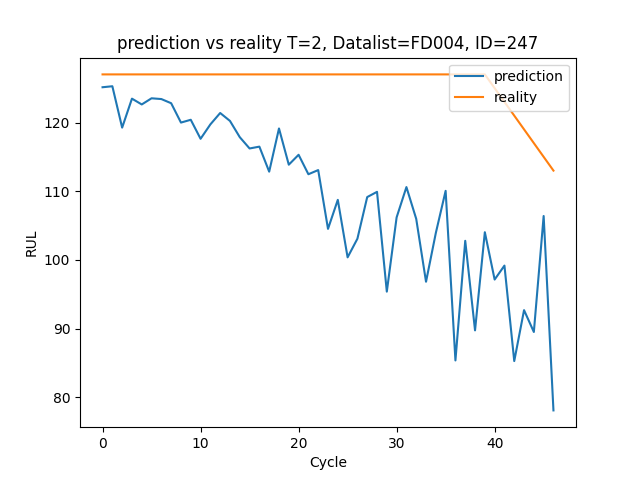 prediction vs reality T=2, Datalist=FD004, ID=247
prediction
reality
RUL
120
110
100
90
80
0 10 20 30 40
Cycle